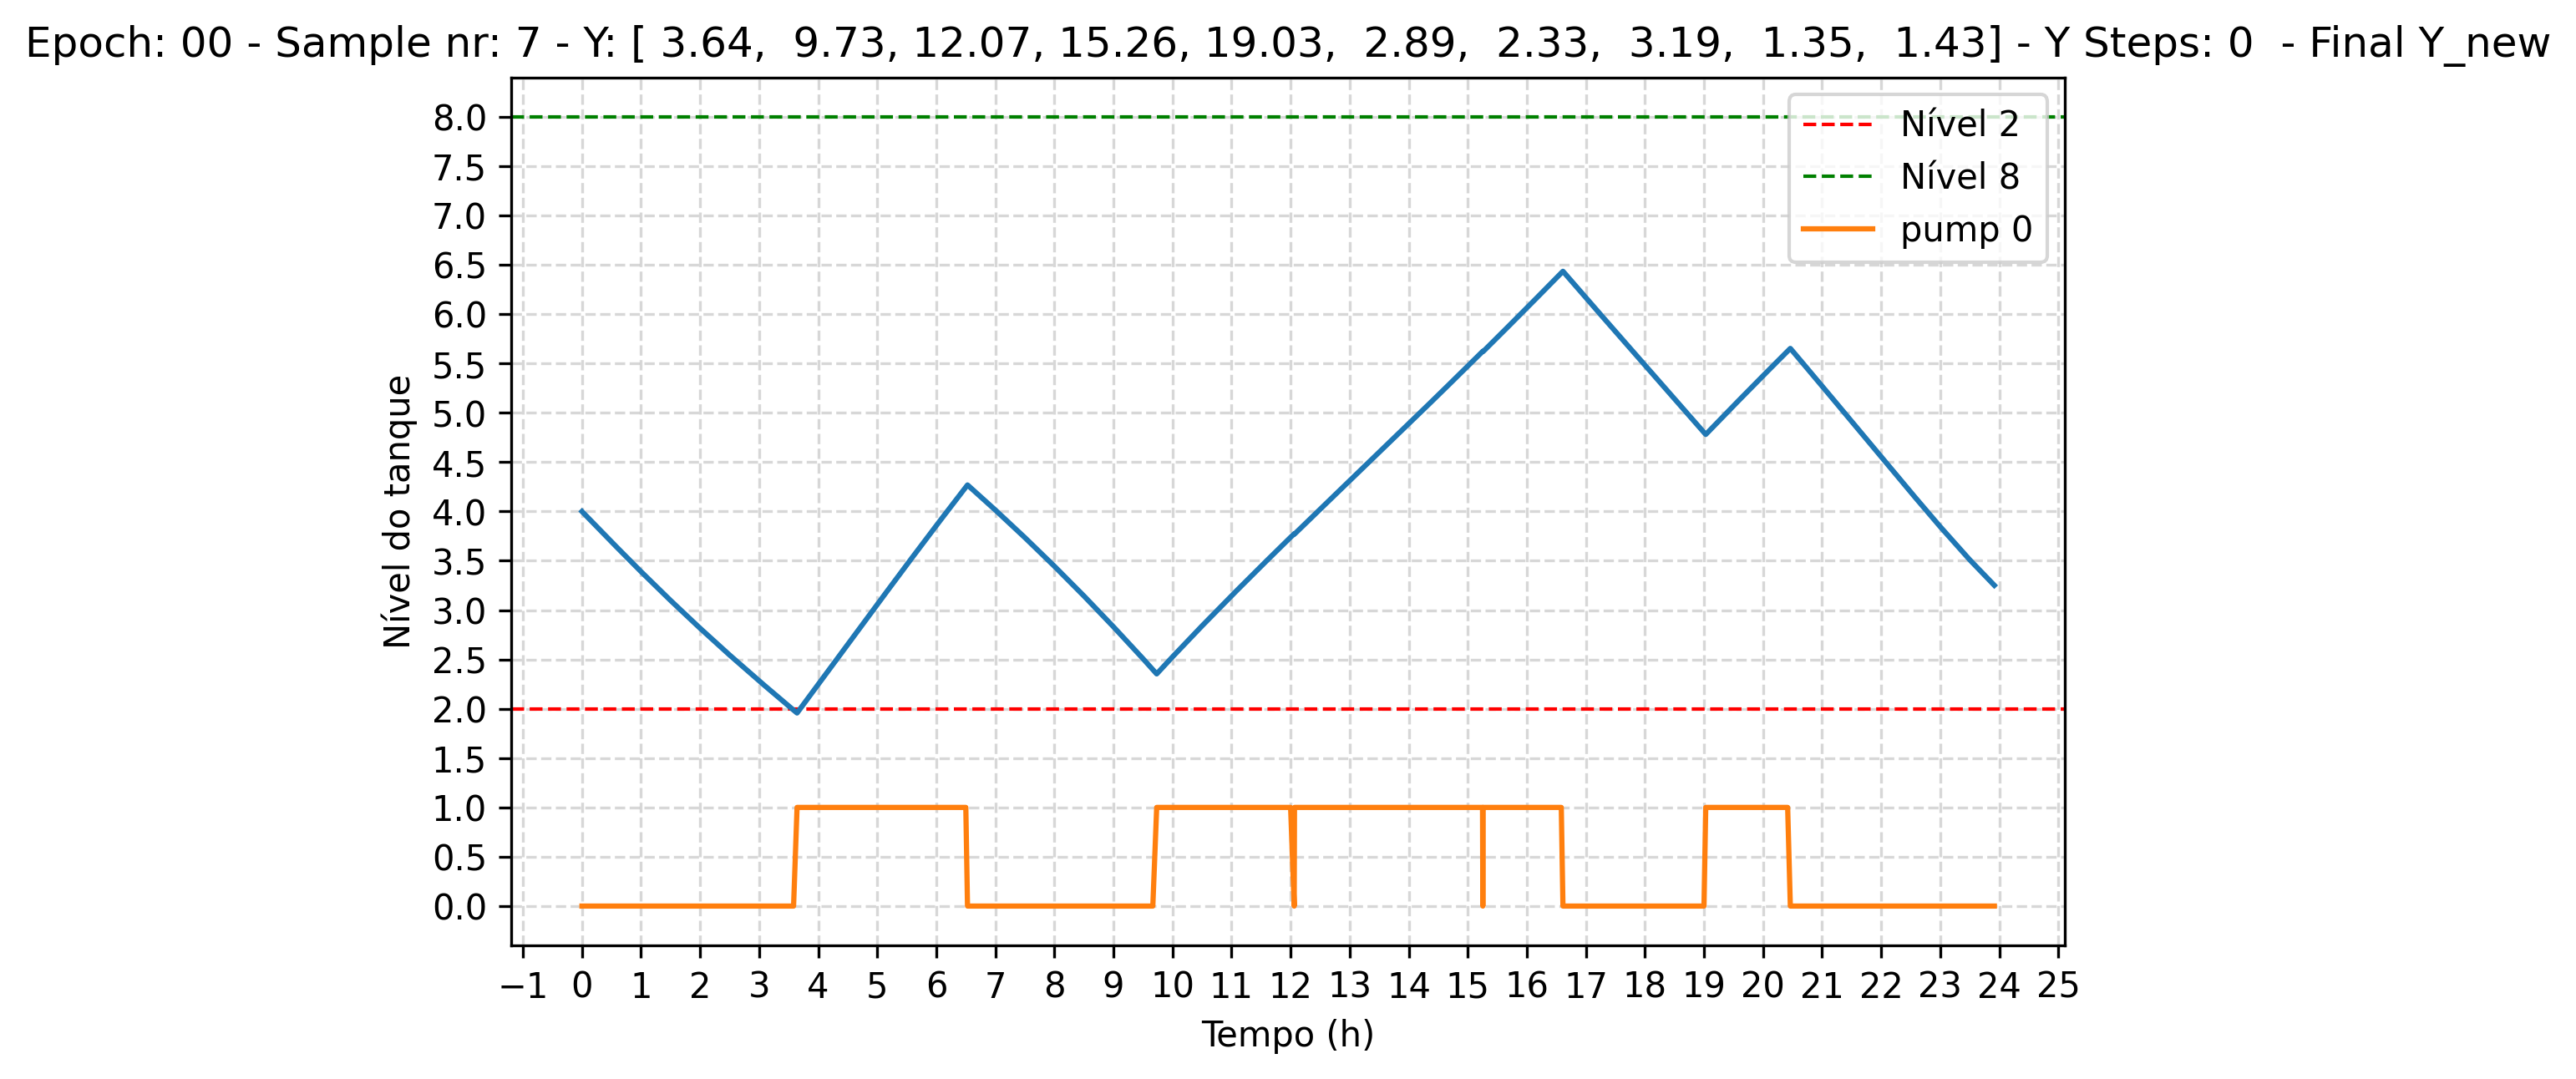 Epoch: 00 - Sample nr: 7 - Y: [ 3.64,  9.73, 12.07, 15.26, 19.03,  2.89,  2.33,  3.19,  1.35,  1.43] - Y Steps: 0  - Final Y_new
8.0
7.5
7.0
6.5
6.0
5.5
5.0
4.5
4.0
3.5
3.0
2.5
2.0
1.5
1.0
0.5
0.0
Nível do tanque
Nível 2
Nível 8
pump 0
−1 0 1 2 3 4 5 6 7 8 9 10 11 12 13 14 15 16 17 18 19 20 21 22 23 24 25
Tempo (h)